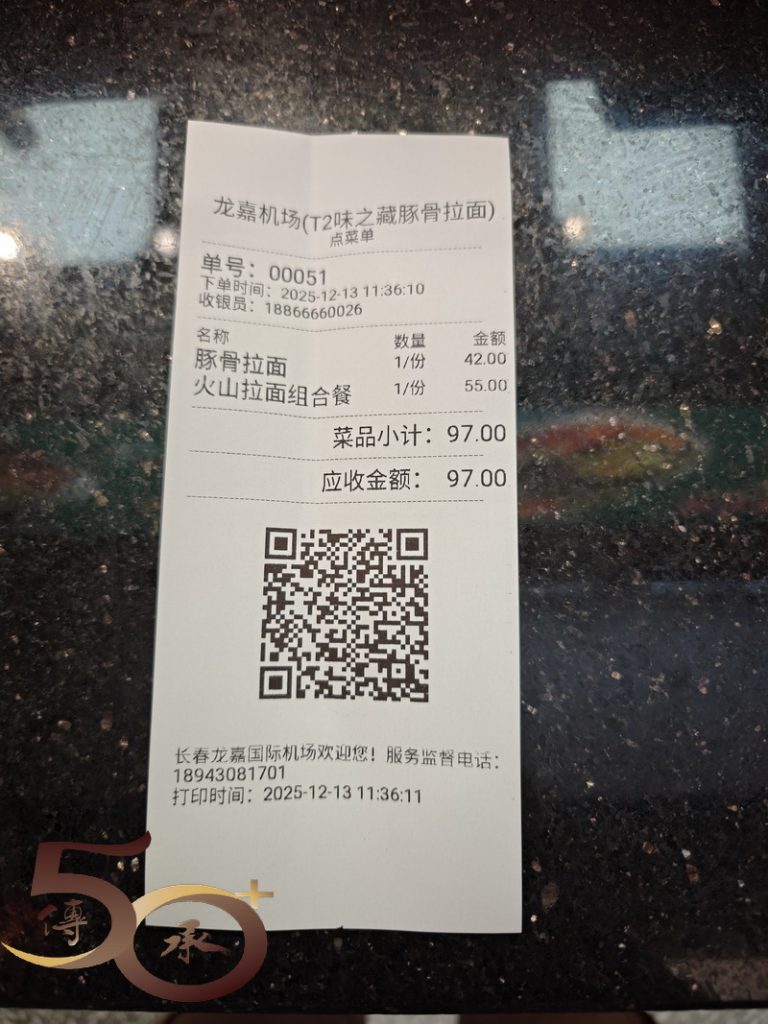 龙嘉机场(T2味之藏豚骨拉面)
点菜单
单号：00051
下单时间：2025-12-13 11:36:10
收银员：18866660026
名称 数量 金额
豚骨拉面 1/份 42.00
火山拉面组合餐 1/份 55.00
菜品小计：97.00
应收金额：97.00
长春龙嘉国际机场欢迎您！服务监督电话：
18943081701
打印时间：2025-12-13 11:36:11
50+
傳承